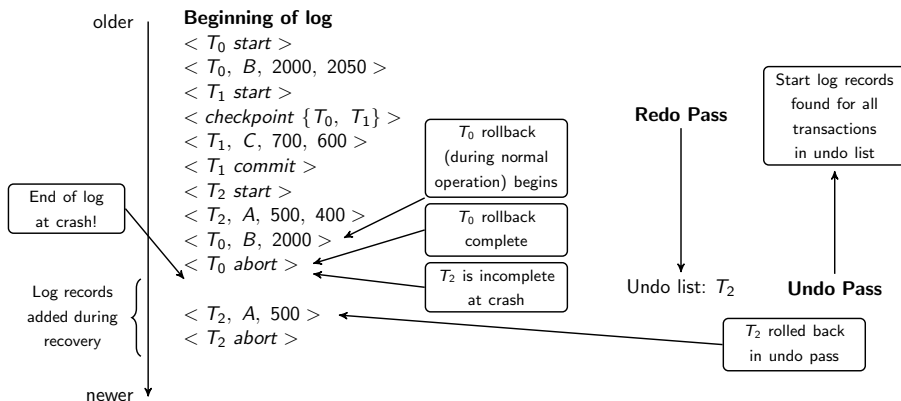 older
Beginning of log
< T0 start >
< T0, B, 2000, 2050 >
< T1 start >
< checkpoint {T0, T1} >
< T1, C, 700, 600 >
< T1 commit >
< T2 start >
< T2, A, 500, 400 >
< T0, B, 2000 >
< T0 abort >
< T2, A, 500 >
< T2 abort >
newer
End of log
at crash!
Log records
added during
recovery
T0 rollback
(during normal
operation) begins
T0 rollback
complete
T2 is incomplete
at crash
Redo Pass
Undo list: T2
Start log records
found for all
transactions
in undo list
Undo Pass
T2 rolled back
in undo pass